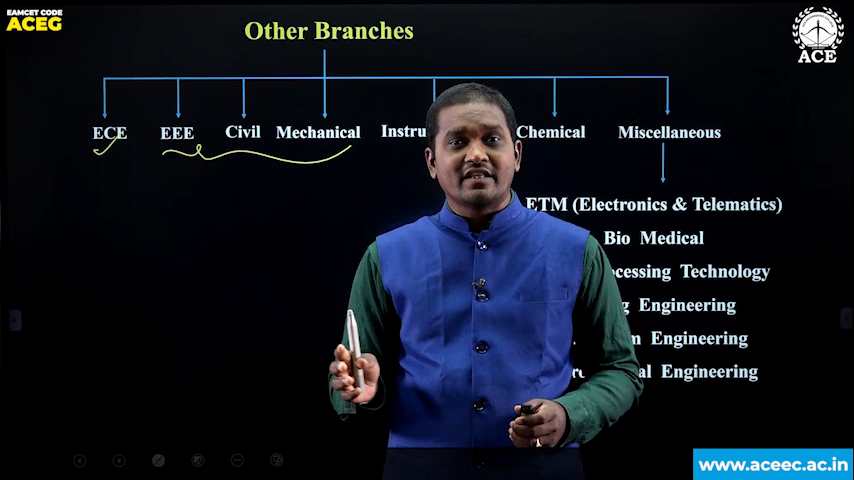 EAMCET CODE
ACEG
Other Branches
ACE
ECE EEE Civil Mechanical Chemical Miscellaneous
ETM (Electronics & Telematics)
Bio Medical
Technology
Engineering
Engineering
Engineering
www.aceec.ac.in